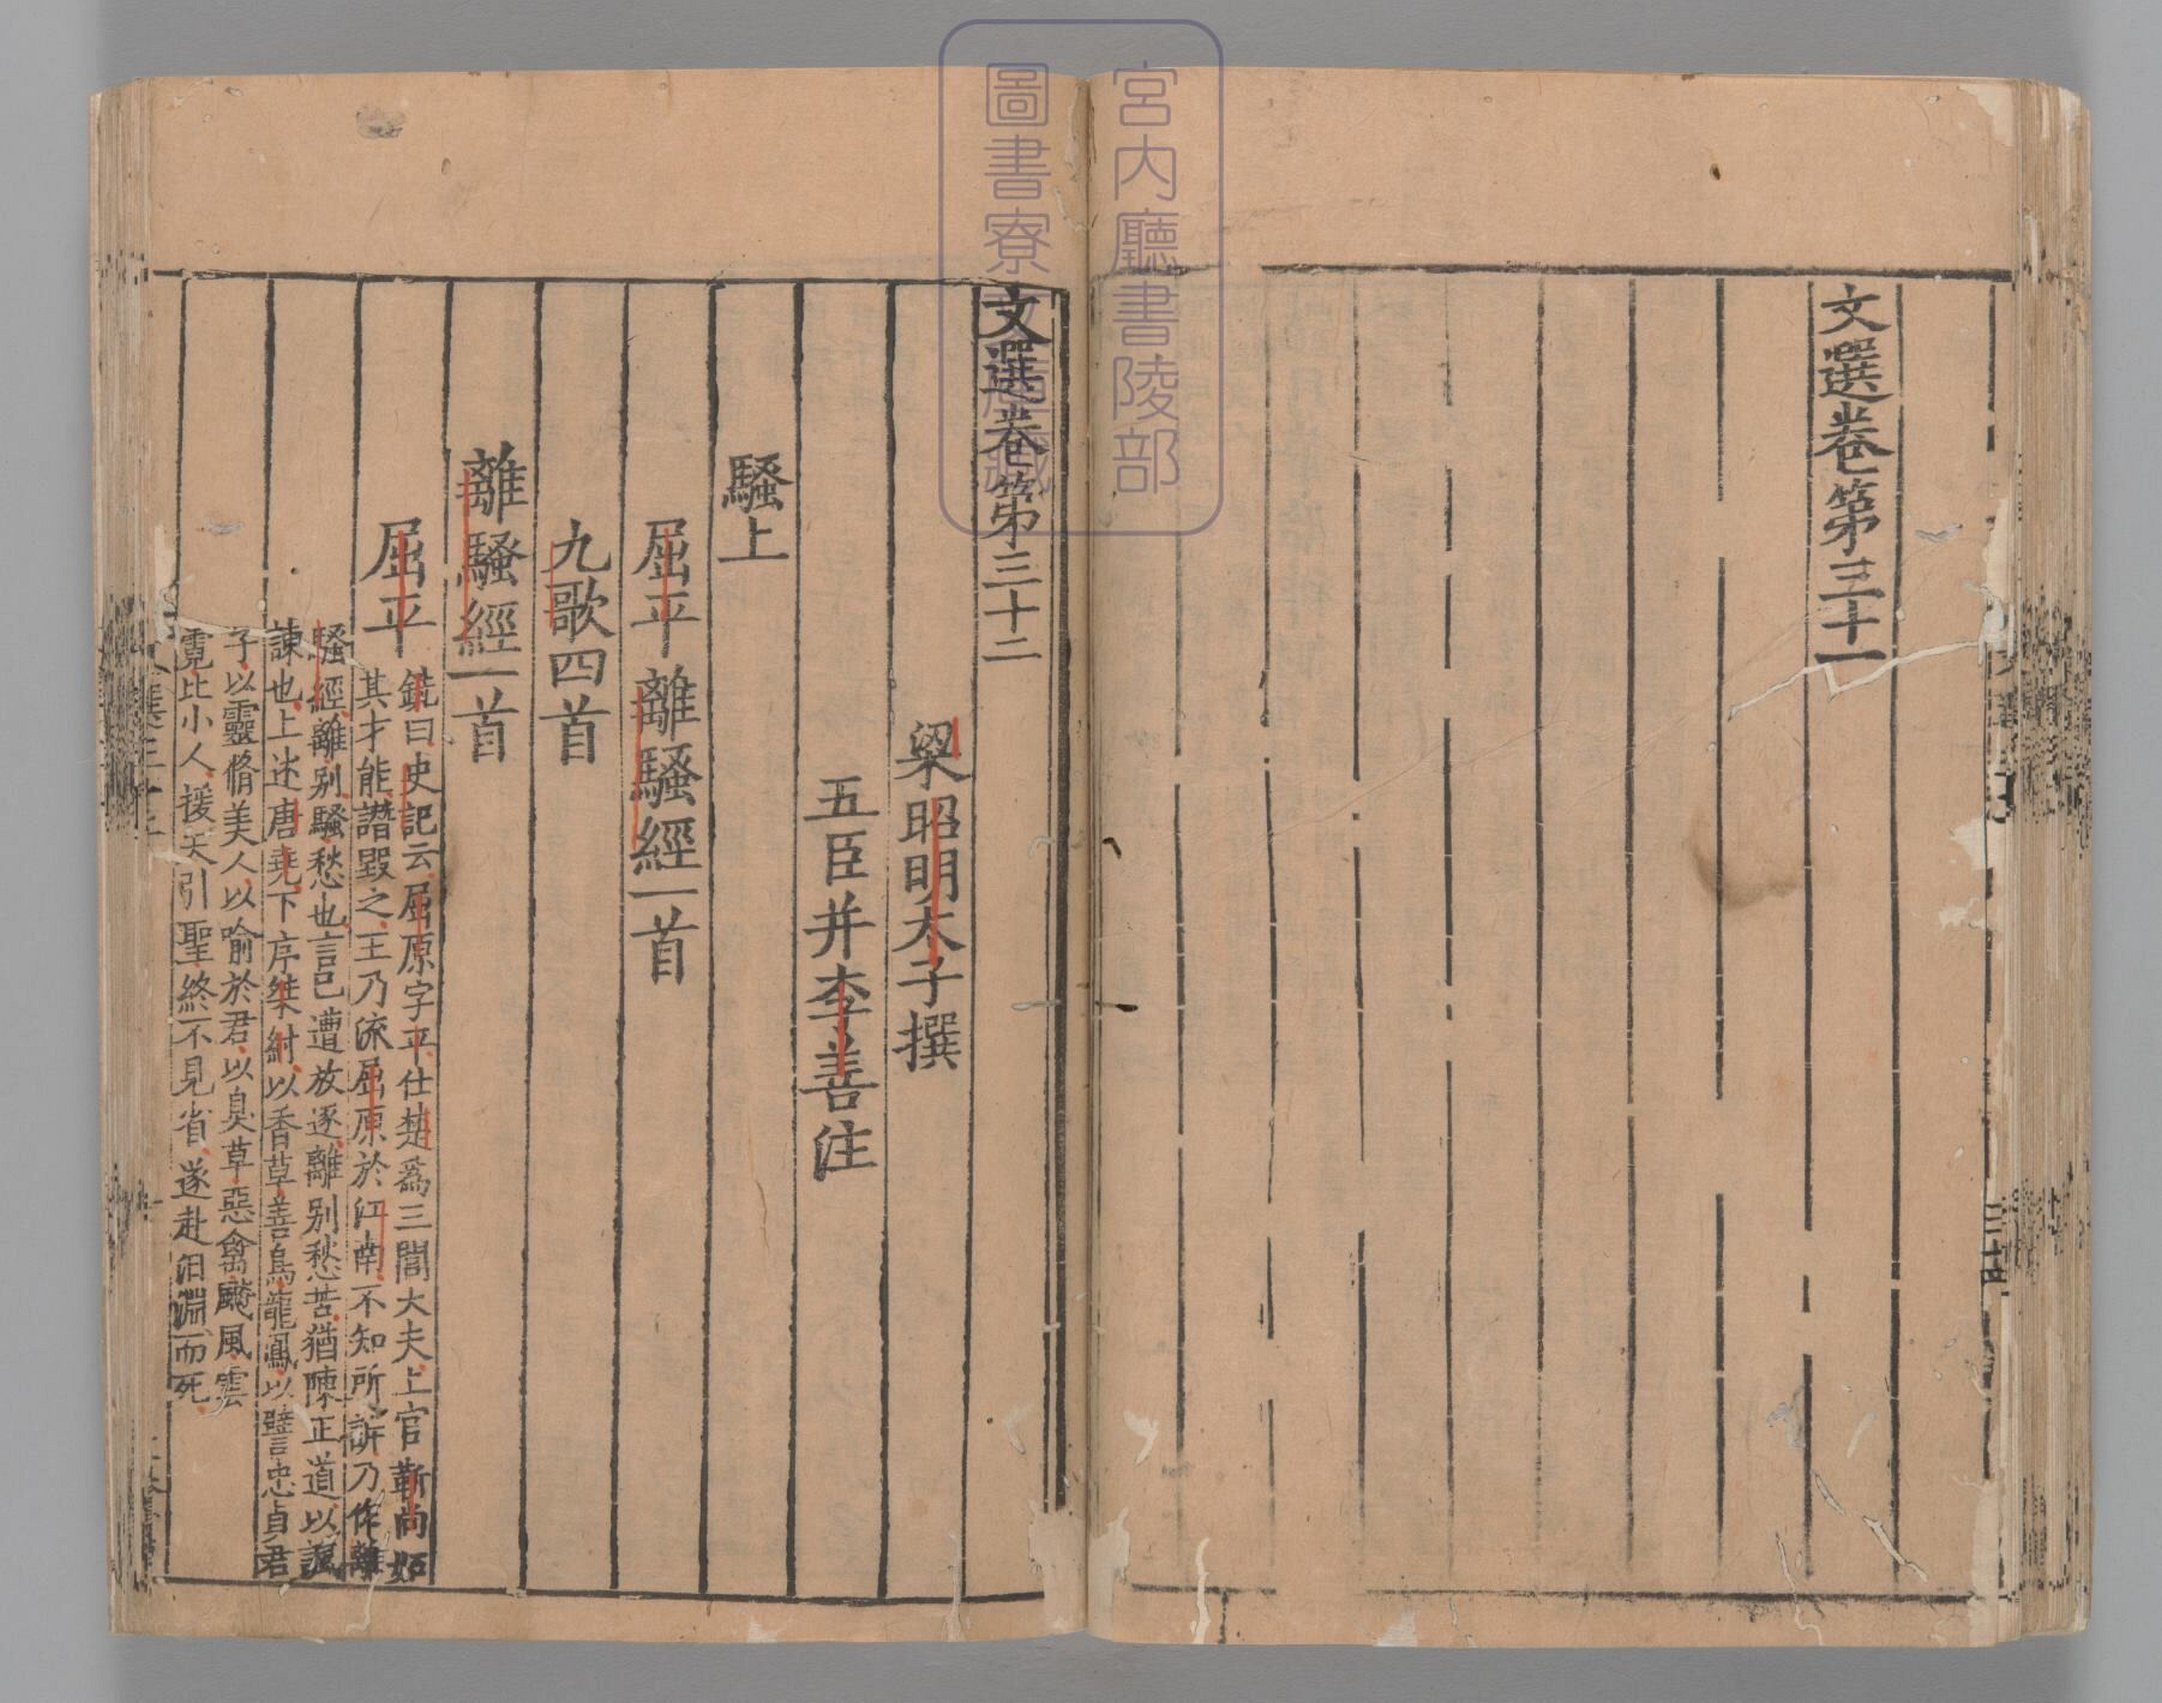 宮内廳書陵部
圖書寮文庫藏
文選卷第三十一
文選卷第三十二
梁昭明太子撰
五臣并李善注
騷上
屈平離騷經一首
九歌四首
離騷經一首
屈平
銑曰史記云屈原字平仕楚爲三閭大夫上官靳尚妬
其才能譖毀之王乃流屈原於江南不知所訴乃作離
騷經離別騷愁也言已遭放逐離別愁苦猶陳正道以諷
諫也上述唐堯下序桀紂以香草善鳥龍鳳以譬忠貞君
子以靈脩美人以喻於君以臭草惡禽飈風雲
霓比小人援天引聖終不見省遂赴汨淵而死